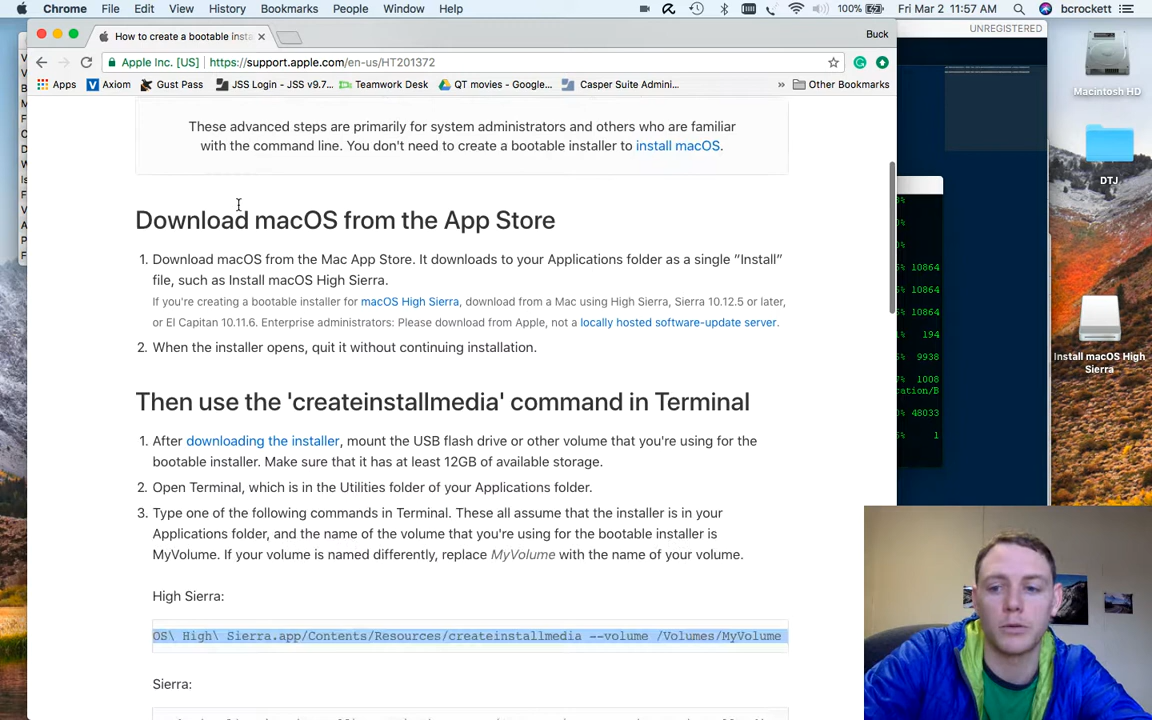 Chrome File Edit View History Bookmarks People Window Help 100% Fri Mar 2 11:57 AM bcrockett
How to create a bootable insta
Buck
UNREGISTERED
Apple Inc. [US] https://support.apple.com/en-us/HT201372
Apps Axiom Gust Pass JSS Login - JSS v9.7... Teamwork Desk QT movies - Google... Casper Suite Admini... » Other Bookmarks
Macintosh HD
These advanced steps are primarily for system administrators and others who are familiar
with the command line. You don't need to create a bootable installer to install macOS.
DTJ
Download macOS from the App Store
1. Download macOS from the Mac App Store. It downloads to your Applications folder as a single “Install”
file, such as Install macOS High Sierra.
If you're creating a bootable installer for macOS High Sierra, download from a Mac using High Sierra, Sierra 10.12.5 or later,
or El Capitan 10.11.6. Enterprise administrators: Please download from Apple, not a locally hosted software-update server.
2. When the installer opens, quit it without continuing installation.
Install macOS High
Sierra
Then use the 'createinstallmedia' command in Terminal
1. After downloading the installer, mount the USB flash drive or other volume that you're using for the
bootable installer. Make sure that it has at least 12GB of available storage.
2. Open Terminal, which is in the Utilities folder of your Applications folder.
3. Type one of the following commands in Terminal. These all assume that the installer is in your
Applications folder, and the name of the volume that you're using for the bootable installer is
MyVolume. If your volume is named differently, replace MyVolume with the name of your volume.
High Sierra:
OS\ High\ Sierra.app/Contents/Resources/createinstallmedia --volume /Volumes/MyVolume
Sierra:
% 10864
% 10864
% 10864
% 194
% 9938
% 1008
cation/B
% 48033
% 1